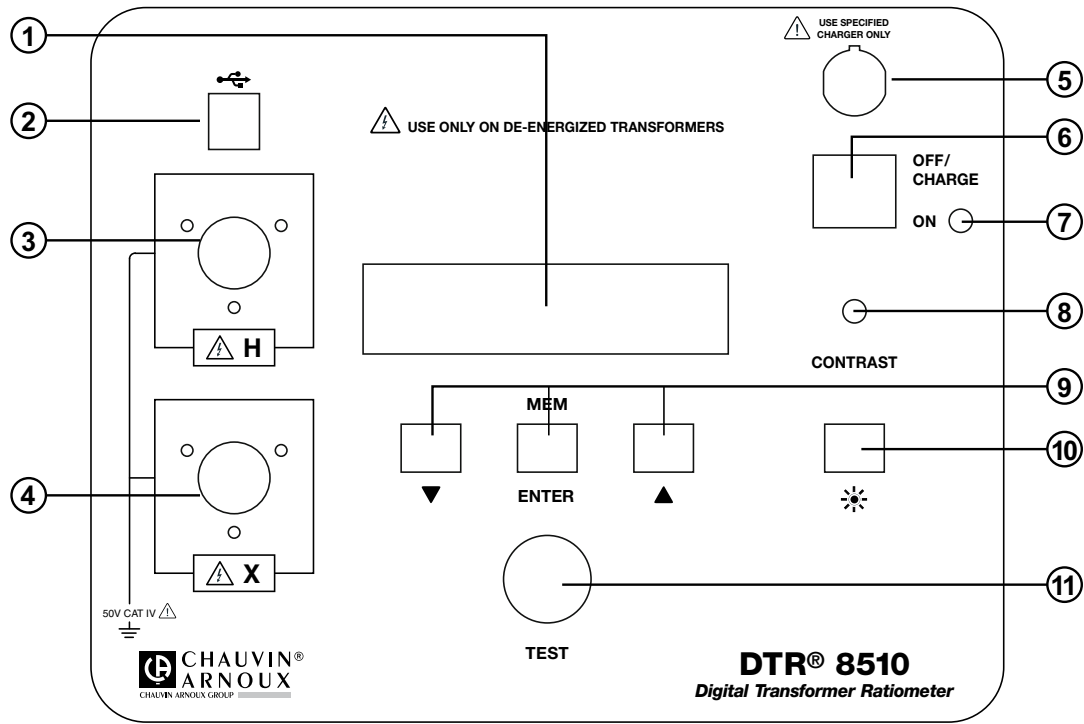 1
USE SPECIFIED
CHARGER ONLY
2
5
USE ONLY ON DE-ENERGIZED TRANSFORMERS
6
OFF/
CHARGE
ON
7
3
8
H
CONTRAST
9
MEM
10
4
ENTER
X
11
50V CAT IV
TEST
CHAUVIN®
ARNOUX
CHAUVIN ARNOUX GROUP
DTR® 8510
Digital Transformer Ratiometer